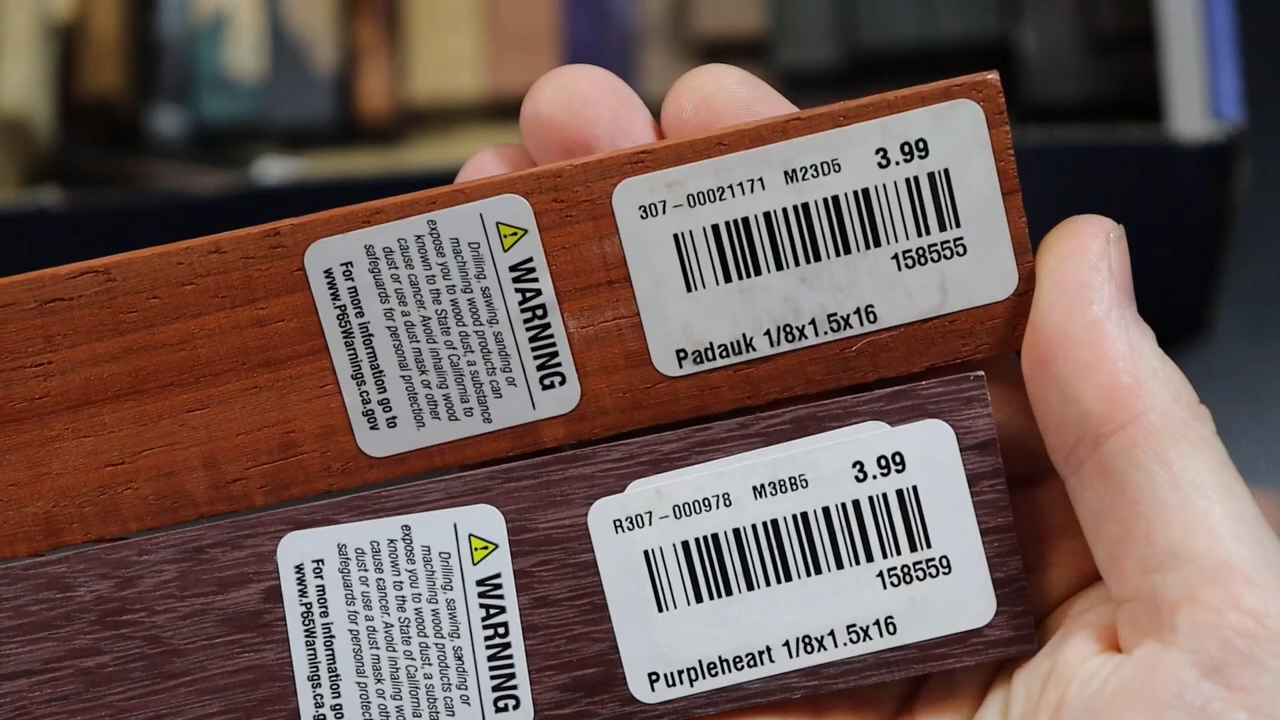 307-00021171 M23D5 3.99
158555
Padauk 1/8x1.5x16
WARNING
Drilling, sawing, sanding or
machining wood products can
expose you to wood dust, a substance
known to the State of California to
cause cancer. Avoid inhaling wood
dust or use a dust mask or other
safeguards for personal protection.
For more information go to
www.P65Warnings.ca.gov
R307-000978 M38B5 3.99
158559
Purpleheart 1/8x1.5x16
WARNING
Drilling, sawing, sanding or
machining wood products can
expose you to wood dust, a substa
known to the State of California
cause cancer. Avoid inhaling wo
dust or use a dust mask or oth
safeguards for personal protect
For more information go
www.P65Warnings.ca.g